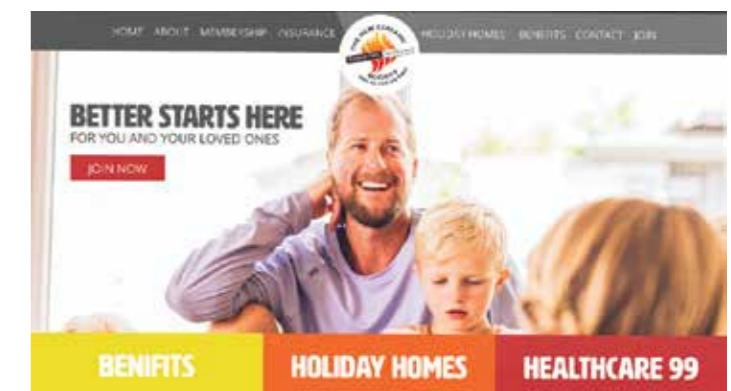 HOME ABOUT MEMBERSHIP INSURANCE HOLIDAY HOMES BENEFITS CONTACT JOIN
BETTER STARTS HERE
FOR YOU AND YOUR LOVED ONES
JOIN NOW
BENIFITS HOLIDAY HOMES HEALTHCARE 99